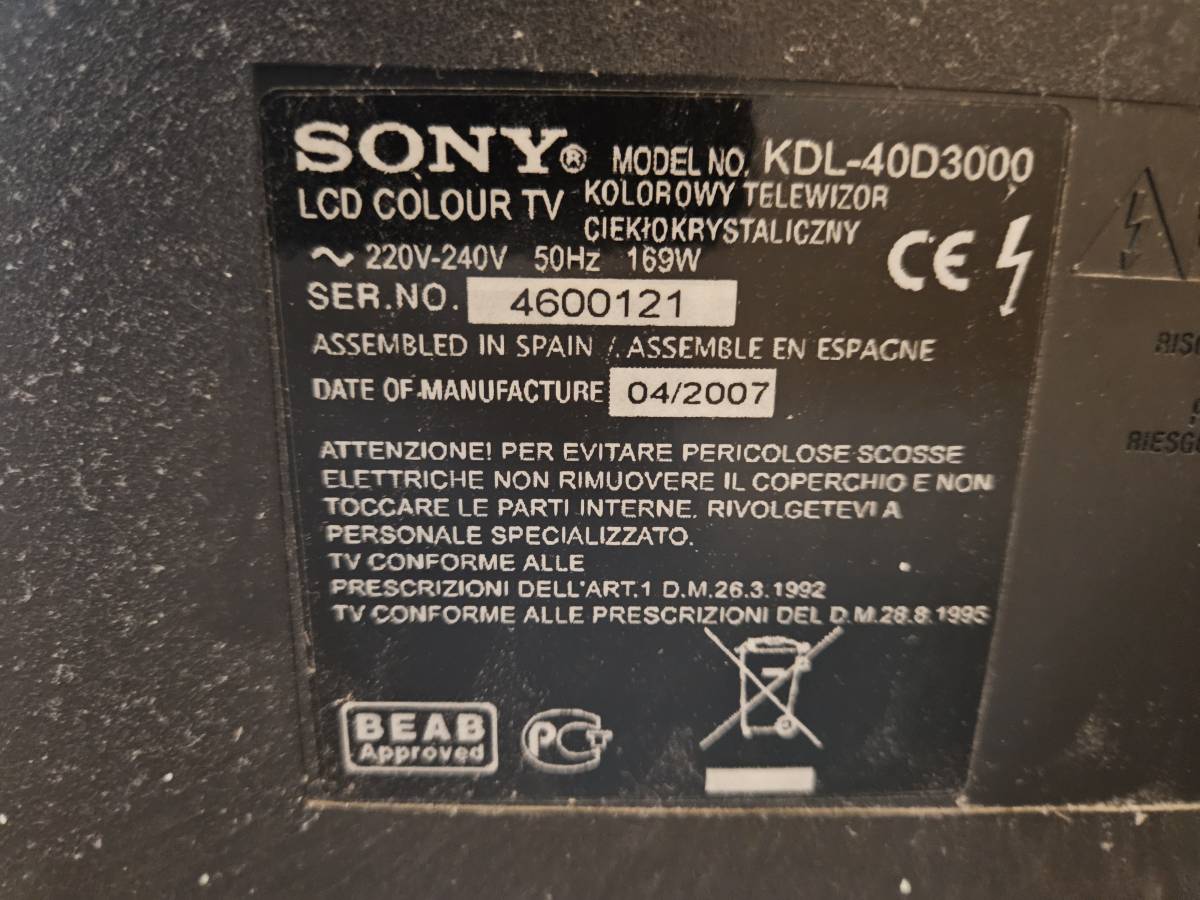 SONY® MODEL NO. KDL-40D3000
LCD COLOUR TV KOLOROWY TELEWIZOR
CIEKŁOKRYSTALICZNY
~ 220V-240V 50Hz 169W
CE
SER.NO. 4600121
ASSEMBLED IN SPAIN / ASSEMBLE EN ESPAGNE
DATE OF MANUFACTURE 04/2007
ATTENZIONE! PER EVITARE PERICOLOSE SCOSSE
ELETTRICHE NON RIMUOVERE IL COPERCHIO E NON
TOCCARE LE PARTI INTERNE. RIVOLGETEVI A
PERSONALE SPECIALIZZATO.
TV CONFORME ALLE
PRESCRIZIONI DELL'ART.1 D.M.26.3.1992
TV CONFORME ALLE PRESCRIZIONI DEL D.M.28.8.1995
BEAB
Approved